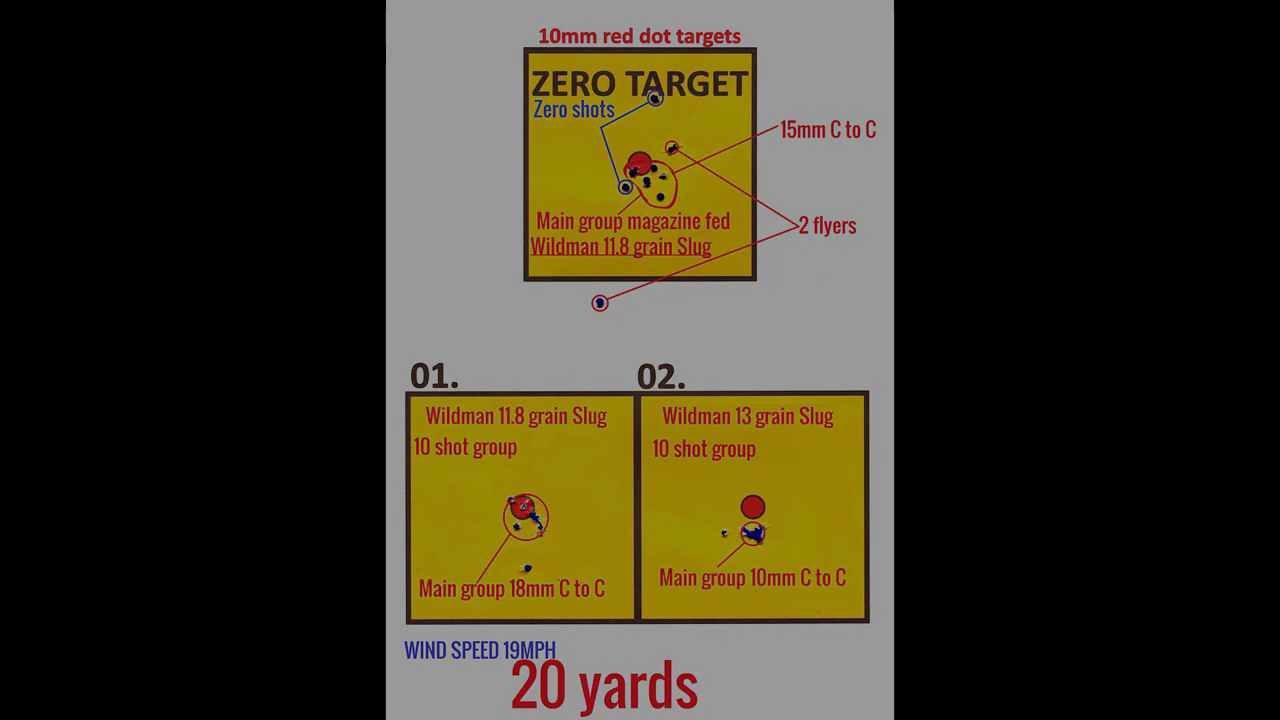 10mm red dot targets
ZERO TARGET
Zero shots
15mm C to C
Main group magazine fed
2 flyers
Wildman 11.8 grain Slug
01.
02.
Wildman 11.8 grain Slug
10 shot group
Main group 18mm C to C
Wildman 13 grain Slug
10 shot group
Main group 10mm C to C
WIND SPEED 19MPH
20 yards